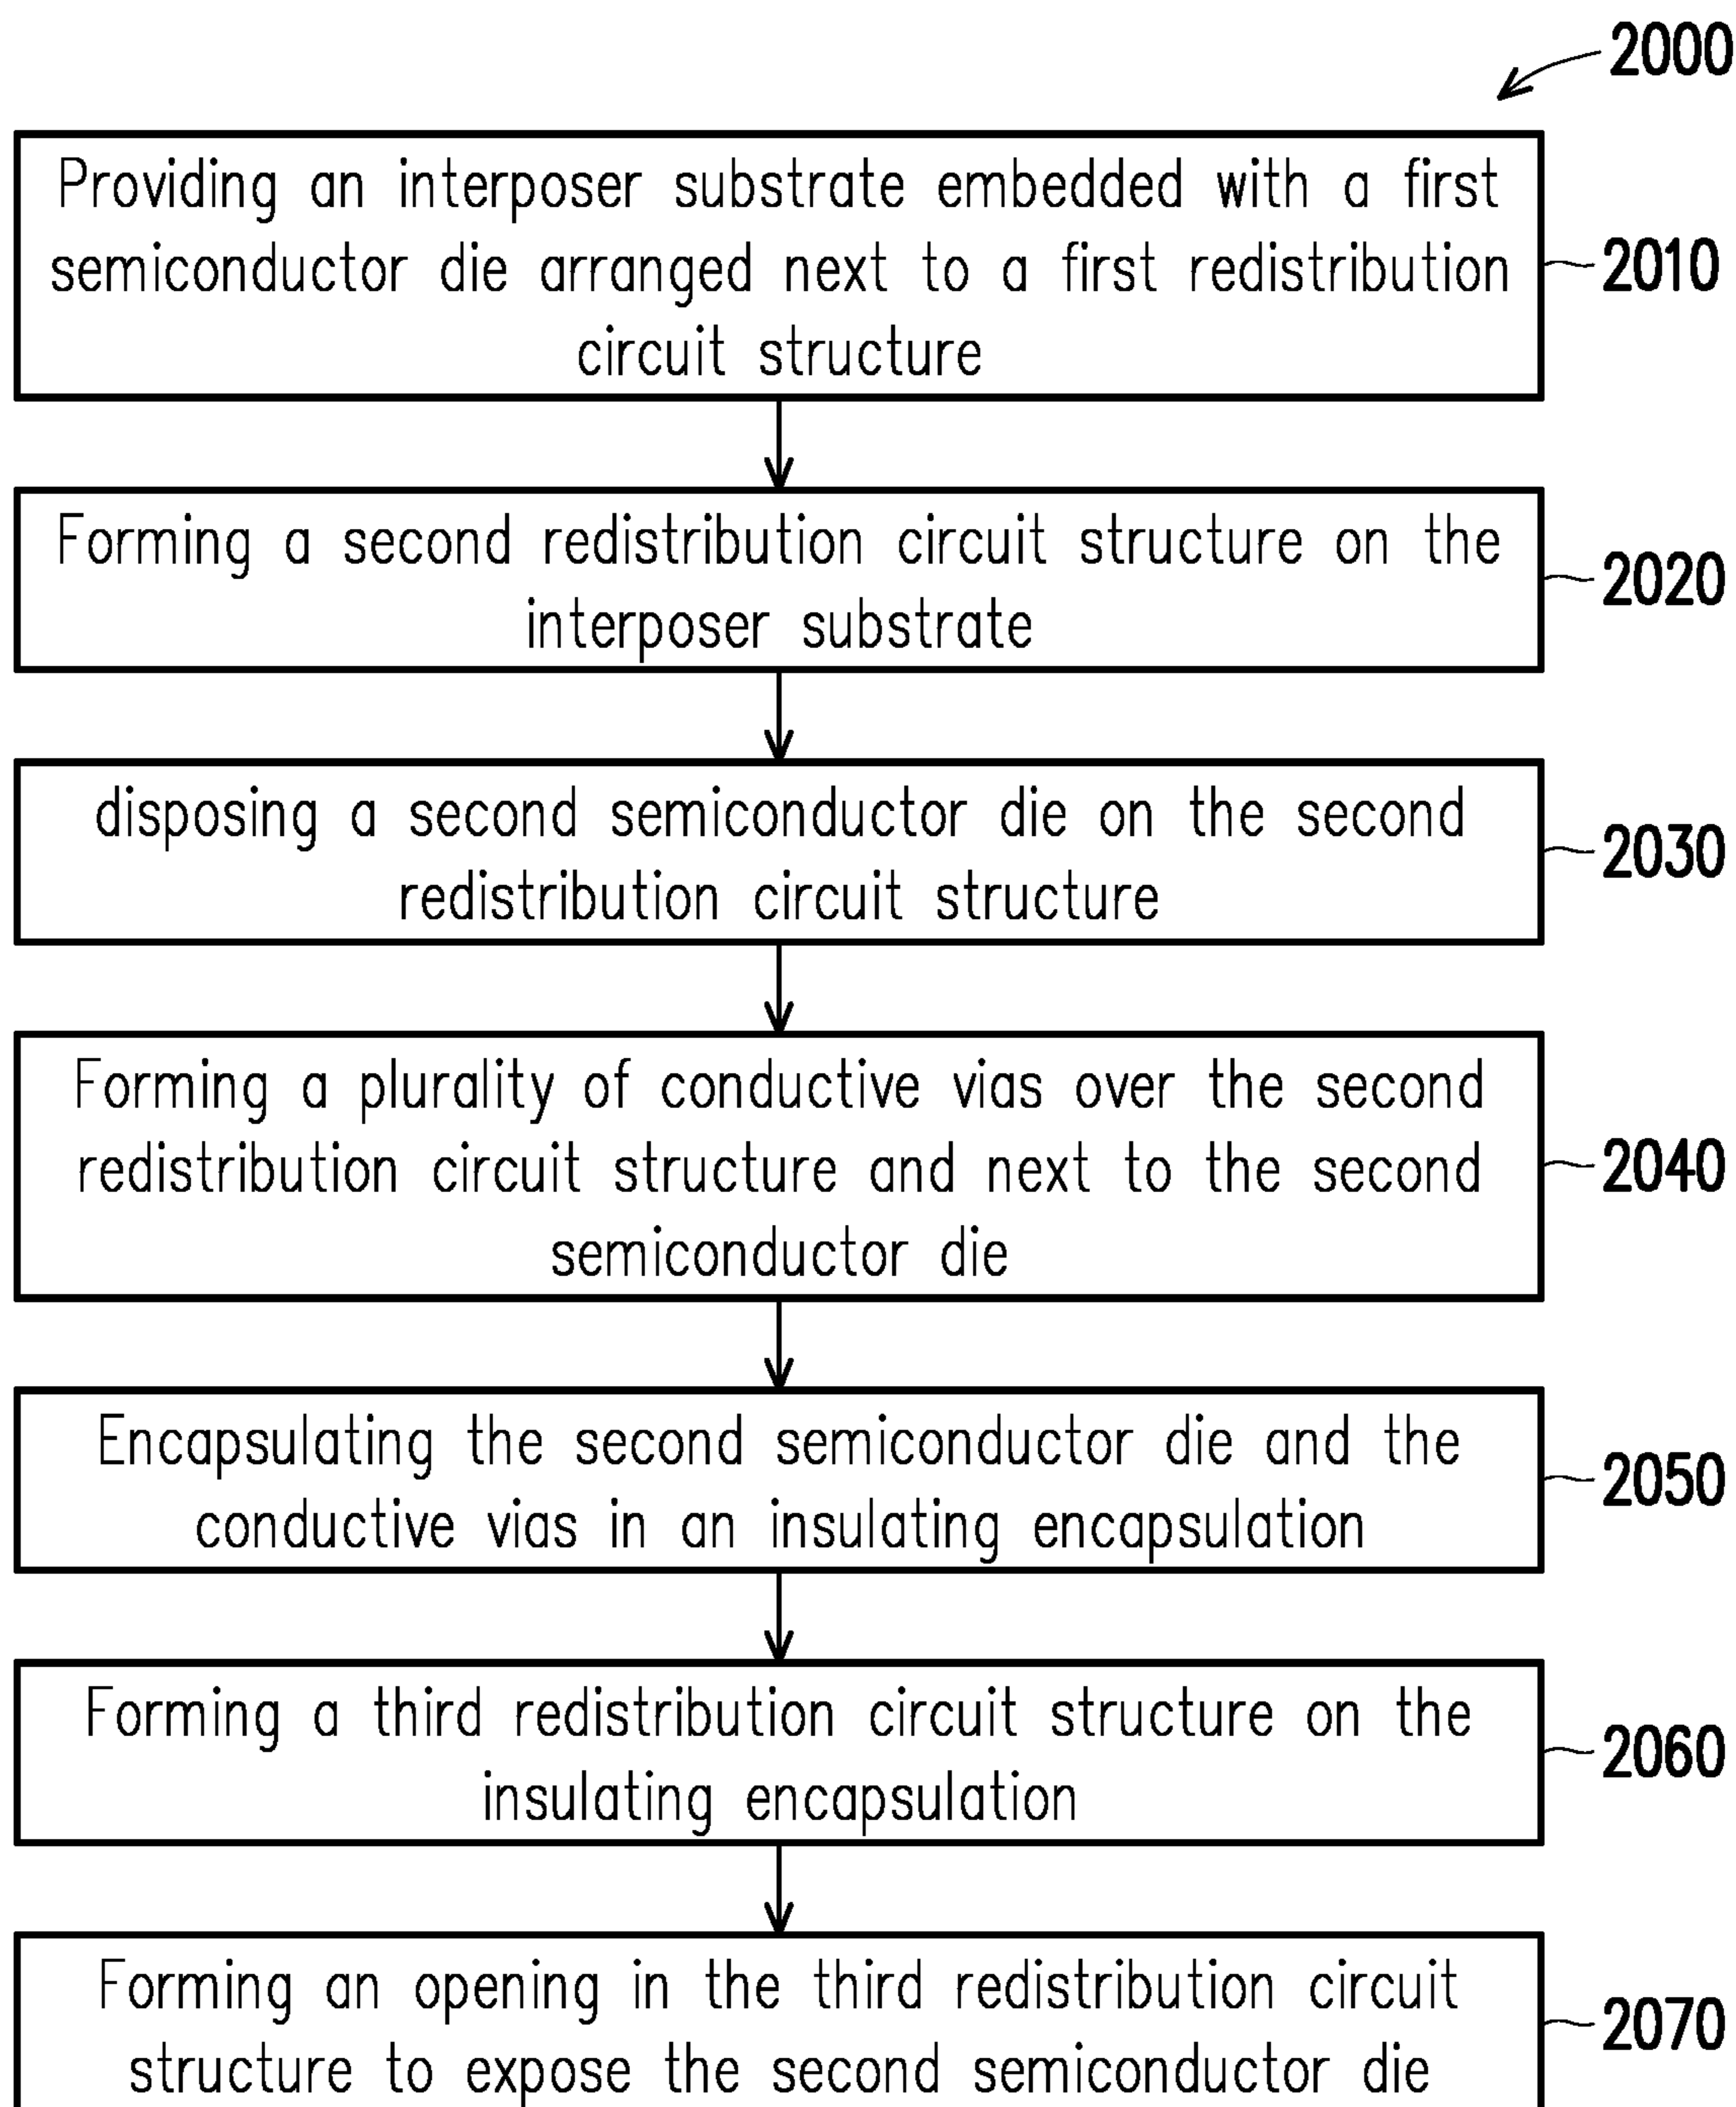 2000
Providing an interposer substrate embedded with a first
semiconductor die arranged next to a first redistribution
circuit structure
2010
Forming a second redistribution circuit structure on the
interposer substrate
2020
disposing a second semiconductor die on the second
redistribution circuit structure
2030
Forming a plurality of conductive vias over the second
redistribution circuit structure and next to the second
semiconductor die
2040
Encapsulating the second semiconductor die and the
conductive vias in an insulating encapsulation
2050
Forming a third redistribution circuit structure on the
insulating encapsulation
2060
Forming an opening in the third redistribution circuit
structure to expose the second semiconductor die
2070